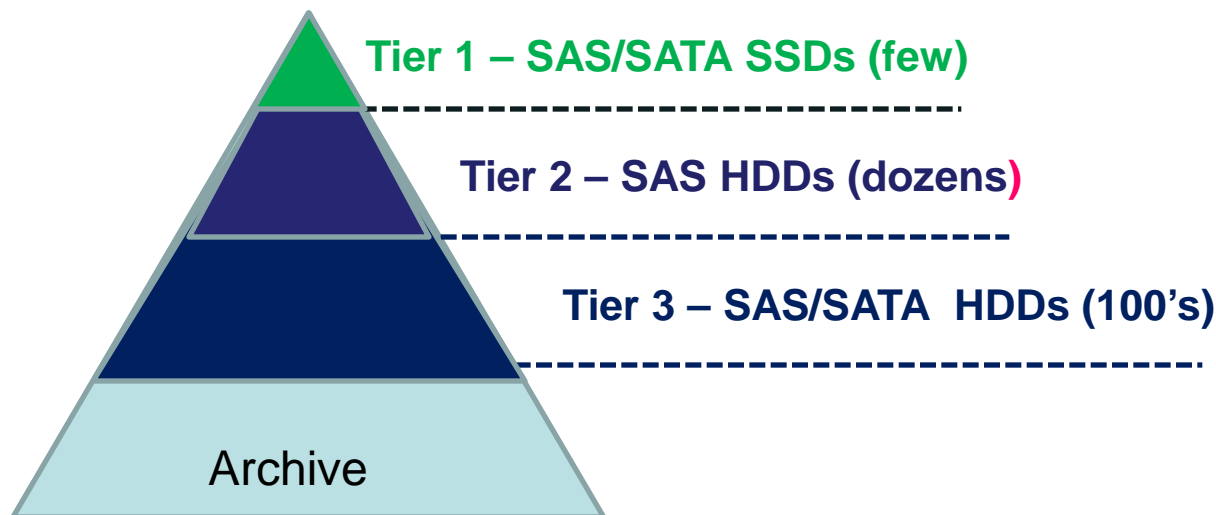 Tier 1 – SAS/SATA SSDs (few)
Tier 2 – SAS HDDs (dozens)
Tier 3 – SAS/SATA  HDDs (100’s)
Archive